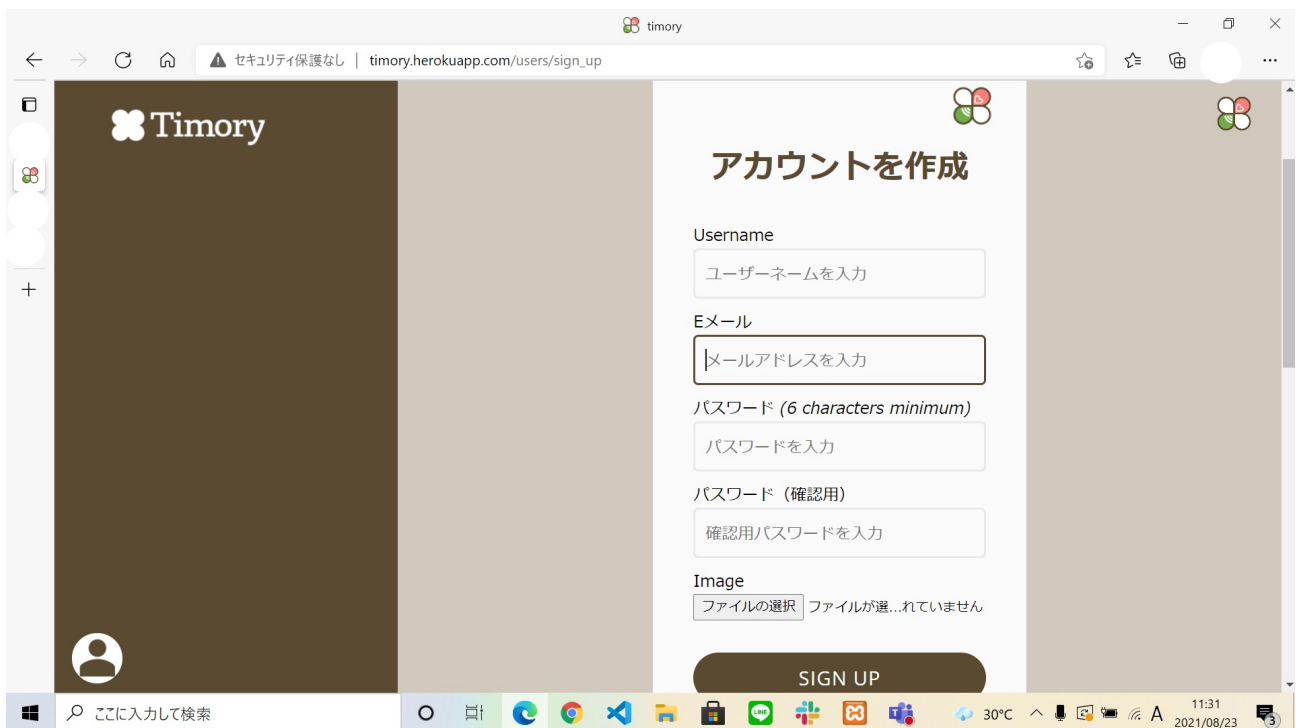 timory
セキュリティ保護なし | timory.herokuapp.com/users/sign_up
Timory
アカウントを作成
Username
ユーザーネームを入力
Eメール
メールアドレスを入力
パスワード (6 characters minimum)
パスワードを入力
パスワード（確認用）
確認用パスワードを入力
Image
ファイルの選択 ファイルが選...れていません
SIGN UP
ここに入力して検索
LINE
30°C
A
11:31
2021/08/23
3